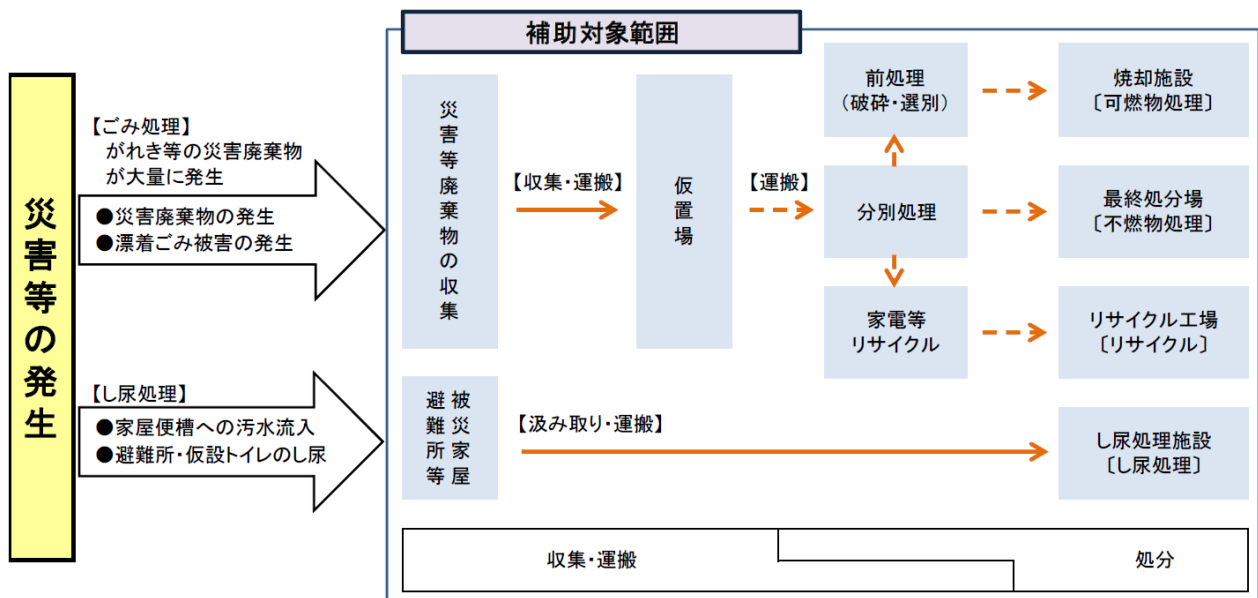 補助対象範囲
災害等の発生
【ごみ処理】
がれき等の災害廃棄物
が大量に発生
●災害廃棄物の発生
●漂着ごみ被害の発生
災害等廃棄物の収集
【収集・運搬】
仮置場
【運搬】
前処理
（破砕・選別）
焼却施設
〔可燃物処理〕
分別処理
最終処分場
〔不燃物処理〕
家電等
リサイクル
リサイクル工場
〔リサイクル〕
【し尿処理】
●家屋便槽への汚水流入
●避難所・仮設トイレのし尿
被災家屋
避難所等
【汲み取り・運搬】
し尿処理施設
〔し尿処理〕
収集・運搬
処分